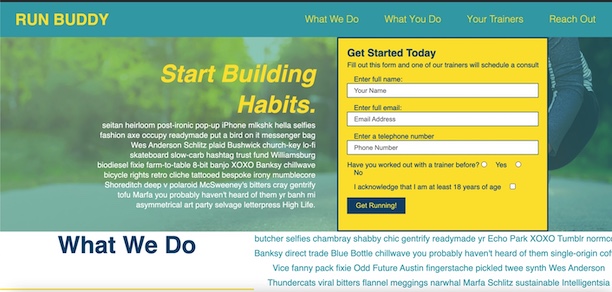 RUN BUDDY
What We Do What You Do Your Trainers Reach Out
Start Building
Habits.
seitan heirloom post-ironic pop-up iPhone mlkshk hella selfies
fashion axe occupy readymade put a bird on it messenger bag
Wes Anderson Schlitz plaid Bushwick church-key lo-fi
skateboard slow-carb hashtag trust fund Williamsburg
biodiesel fixie farm-to-table 8-bit banjo XOXO Banksy chillwave
bicycle rights retro cliche tattooed bespoke irony mumblecore
Shoreditch deep v polaroid McSweeney's bitters cray gentrify
tofu Marfa you probably haven't heard of them yr banh mi
asymmetrical art party selvage letterpress High Life.
Get Started Today
Fill out this form and one of our trainers will schedule a consult
Enter full name:
Your Name
Enter full email:
Email Address
Enter a telephone number
Phone Number
Have you worked out with a trainer before? Yes
No
I acknowledge that I am at least 18 years of age
Get Running!
What We Do
butcher selfies chambray shabby chic gentrify readymade yr Echo Park XOXO Tumblr normco
Banksy direct trade Blue Bottle chillwave you probably haven't heard of them single-origin cof
Vice fanny pack fixie Odd Future Austin fingerstache pickled twee synth Wes Anderson
Thundercats viral bitters flannel meggings narwhal Marfa Schlitz sustainable Intelligentsia